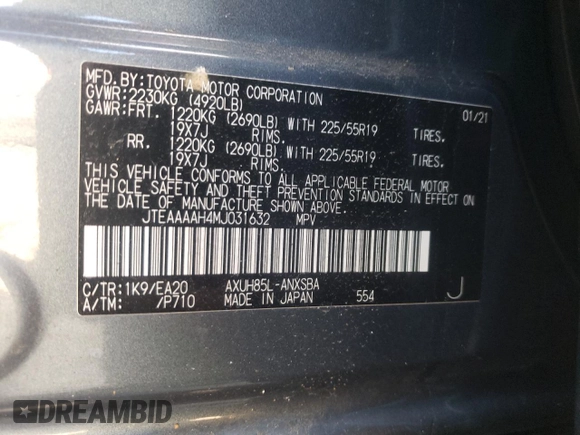 MFD. BY:TOYOTA MOTOR CORPORATION 01/21
GVWR:2230KG (4920LB)
GAWR:FRT. 1220KG (2690LB) WITH 225/55R19 TIRES.
19X7J RIMS.
RR. 1220KG (2690LB) WITH 225/55R19 TIRES.
19X7J RIMS.
THIS VEHICLE CONFORMS TO ALL APPLICABLE FEDERAL MOTOR
VEHICLE SAFETY AND THEFT PREVENTION STANDARDS IN EFFECT ON
THE DATE OF MANUFACTURE SHOWN ABOVE.
JTEAAAAH4MJ031632 MPV
C/TR:1K9/EA20 AXUH85L-ANXSBA J
A/TM: /P710 MADE IN JAPAN 554
DREAMBID